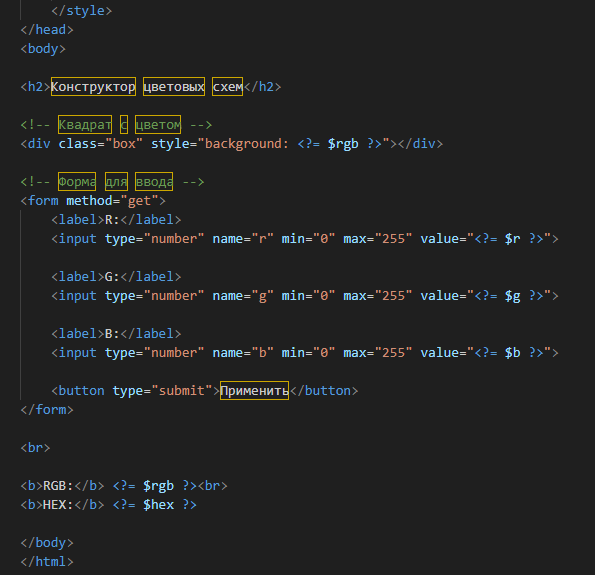 </style>
</head>
<body>
<h2>Конструктор цветовых схем</h2>
<!-- Квадрат с цветом -->
<div class="box" style="background: <?= $rgb ?>"></div>
<!-- Форма для ввода -->
<form method="get">
<label>R:</label>
<input type="number" name="r" min="0" max="255" value="<?= $r ?>">
<label>G:</label>
<input type="number" name="g" min="0" max="255" value="<?= $g ?>">
<label>B:</label>
<input type="number" name="b" min="0" max="255" value="<?= $b ?>">
<button type="submit">Применить</button>
</form>
<br>
<b>RGB:</b> <?= $rgb ?><br>
<b>HEX:</b> <?= $hex ?>
</body>
</html>